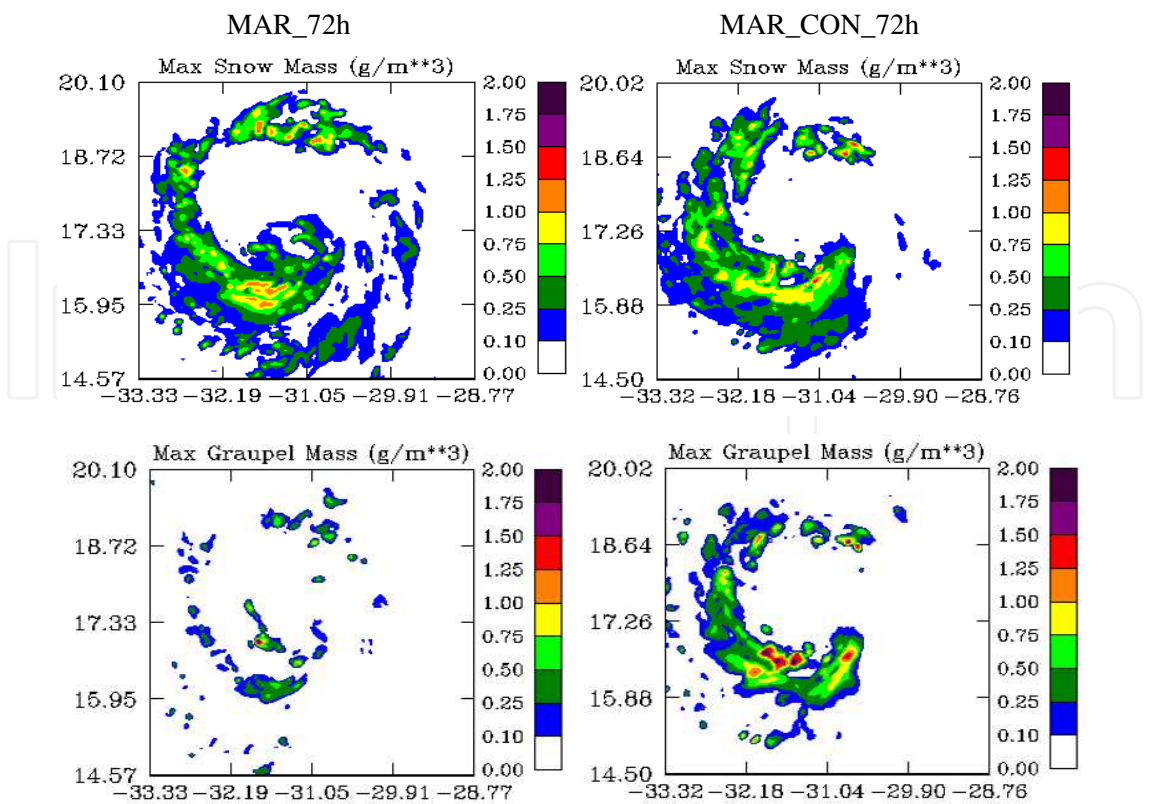 MAR_72h MAR_CON_72h
Max Snow Mass (g/m**3) Max Snow Mass (g/m**3)
20.10 2.00 20.02 2.00
1.75 1.75
18.72 1.50 18.64 1.50
1.25 1.25
1.00 1.00
17.33 0.75 17.26 0.75
0.50 0.50
15.95 0.25 15.88 0.25
0.10 0.10
14.57 0.00 14.50 0.00
-33.33 -32.19 -31.05 -29.91 -28.77 -33.32 -32.18 -31.04 -29.90 -28.76
Max Graupel Mass (g/m**3) Max Graupel Mass (g/m**3)
20.10 2.00 20.02 2.00
1.75 1.75
18.72 1.50 18.64 1.50
1.25 1.25
1.00 1.00
17.33 0.75 17.26 0.75
0.50 0.50
15.95 0.25 15.88 0.25
0.10 0.10
14.57 0.00 14.50 0.00
-33.33 -32.19 -31.05 -29.91 -28.77 -33.32 -32.18 -31.04 -29.90 -28.76